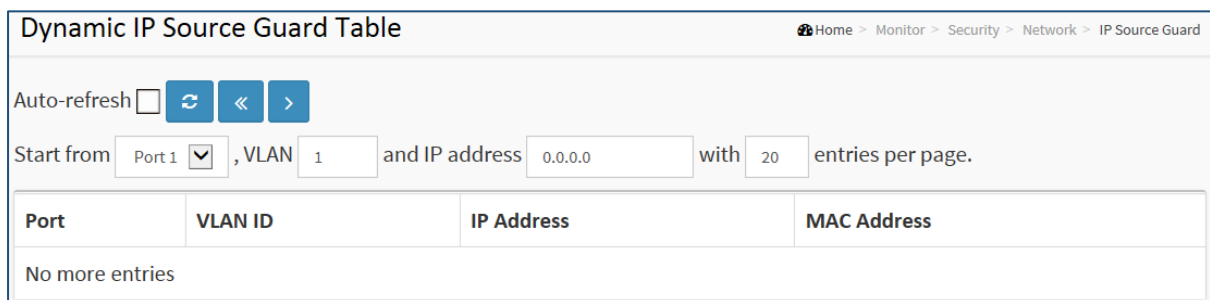 Dynamic IP Source Guard Table Home > Monitor > Security > Network > IP Source Guard
Auto-refresh
Start from Port 1 , VLAN 1 and IP address 0.0.0.0 with 20 entries per page.
Port VLAN ID IP Address MAC Address
No more entries